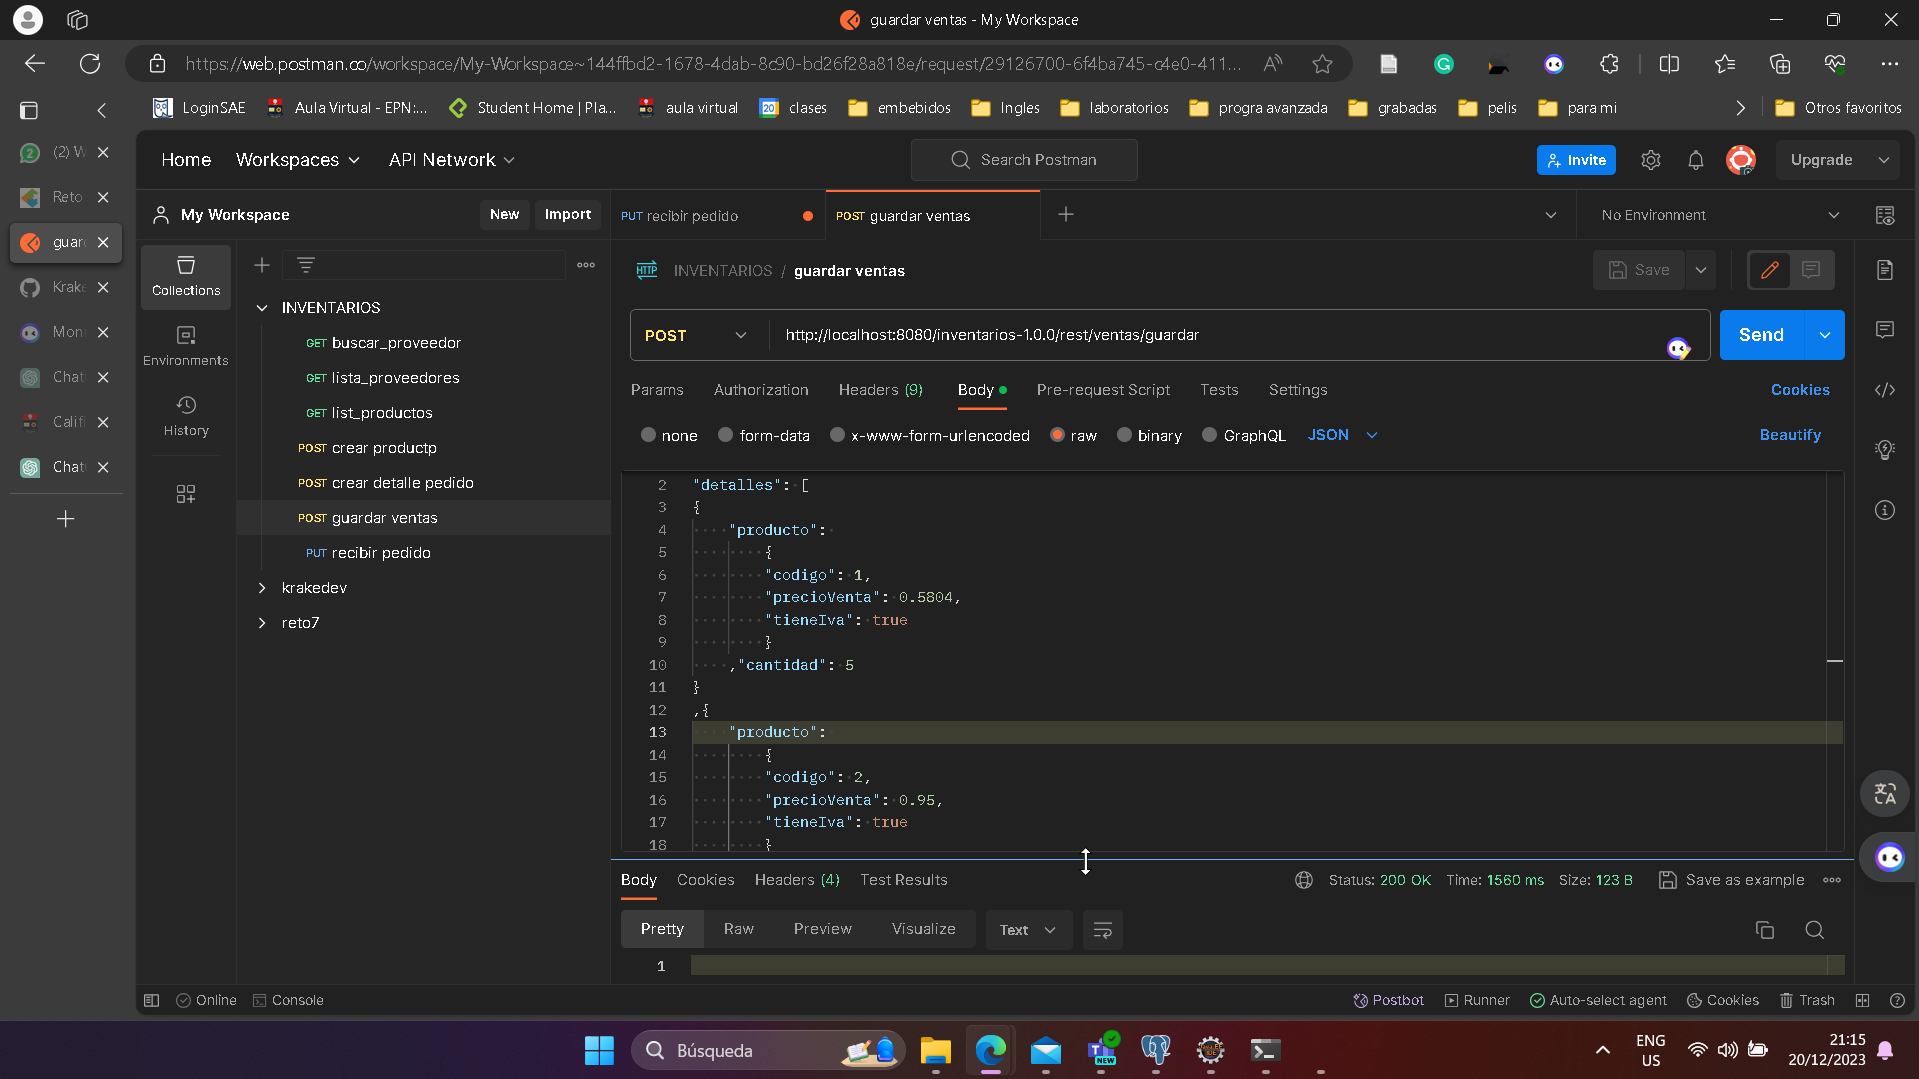 guardar ventas - My Workspace
https://web.postman.co/workspace/My-Workspace~144ffbd2-1678-4dab-8c90-bd26f28a818e/request/29126700-6f4ba745-c4e0-411...
LoginSAE
Aula Virtual - EPN:...
Student Home | Pla...
aula virtual
20
clases
embebidos
Ingles
laboratorios
progra avanzada
grabadas
pelis
para mi
Otros favoritos
(2) W
Reto
guar
Krake
Mon
Chat
Califi
Chat
Home
Workspaces
API Network
Search Postman
Invite
Upgrade
My Workspace
New
Import
PUT recibir pedido
POST guardar ventas
No Environment
Collections
Environments
History
INVENTARIOS
GET buscar_proveedor
GET lista_proveedores
GET list_productos
POST crear productp
POST crear detalle pedido
POST guardar ventas
PUT recibir pedido
krakedev
reto7
HTTP
INVENTARIOS / guardar ventas
Save
POST
http://localhost:8080/inventarios-1.0.0/rest/ventas/guardar
Send
Params
Authorization
Headers (9)
Body
Pre-request Script
Tests
Settings
Cookies
none
form-data
x-www-form-urlencoded
raw
binary
GraphQL
JSON
Beautify
2 "detalles": [
3 {
4 "producto":
5 {
6 "codigo": 1,
7 "precioVenta": 0.5804,
8 "tieneIva": true
9 }
10 ,"cantidad": 5
11 }
12 ,{
13 "producto":
14 {
15 "codigo": 2,
16 "precioVenta": 0.95,
17 "tieneIva": true
18 }
Body
Cookies
Headers (4)
Test Results
Status: 200 OK
Time: 1560 ms
Size: 123 B
Save as example
Pretty
Raw
Preview
Visualize
Text
1
Online
Console
Postbot
Runner
Auto-select agent
Cookies
Trash
Búsqueda
NEW
ENG
US
21:15
20/12/2023